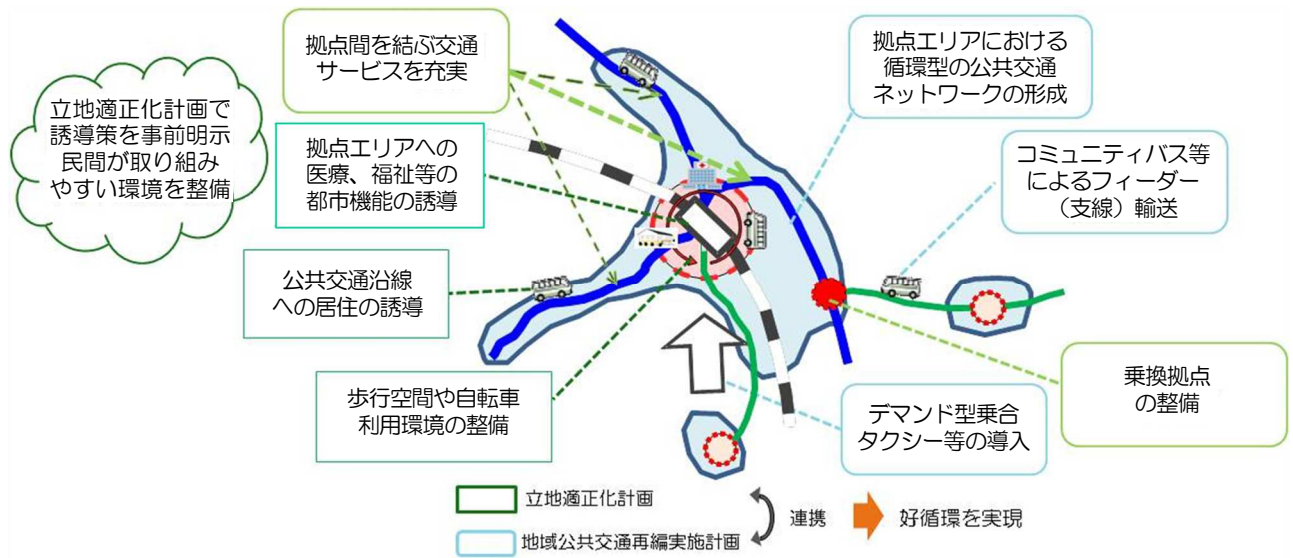 立地適正化計画で
誘導策を事前明示
民間が取り組み
やすい環境を整備
拠点間を結ぶ交通
サービスを充実
拠点エリアへの
医療、福祉等の
都市機能の誘導
公共交通沿線
への居住の誘導
歩行空間や自転車
利用環境の整備
拠点エリアにおける
循環型の公共交通
ネットワークの形成
コミュニティバス等
によるフィーダー
（支線）輸送
乗換拠点
の整備
デマンド型乗合
タクシー等の導入
立地適正化計画
地域公共交通再編実施計画
連携
好循環を実現